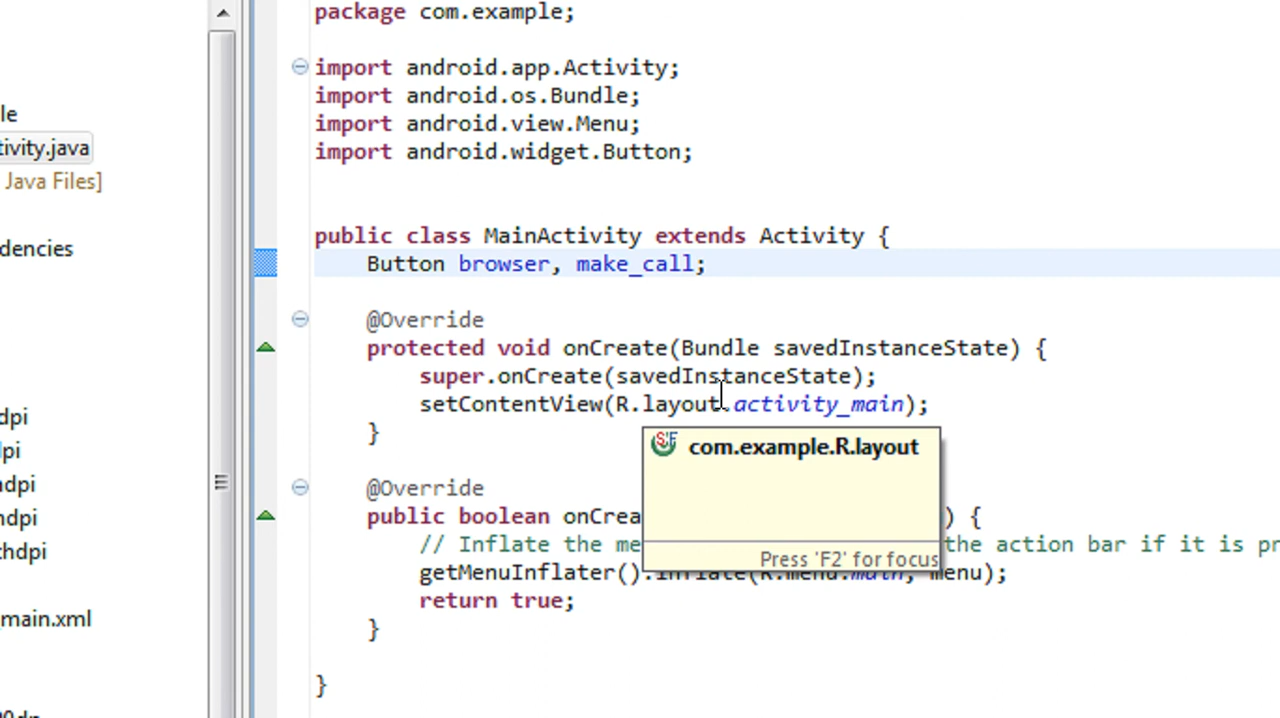 package com.example;
import android.app.Activity;
le
import android.os.Bundle;
import android.view.Menu;
tivity.java
import android.widget.Button;
Java Files]
public class MainActivity extends Activity {
dencies
Button browser, make_call;
@Override
protected void onCreate(Bundle savedInstanceState) {
super.onCreate(savedInstanceState);
setContentView(R.layout.activity_main);
dpi
}
com.example.R.layout
dpi
dpi
@Override
public boolean onCrea ) {
hdpi
// Inflate the me the action bar if it is pr
hdpi
Press 'F2' for focus
getMenuInflater().inflate(R.menu.main, menu);
return true;
_main.xml
}
}